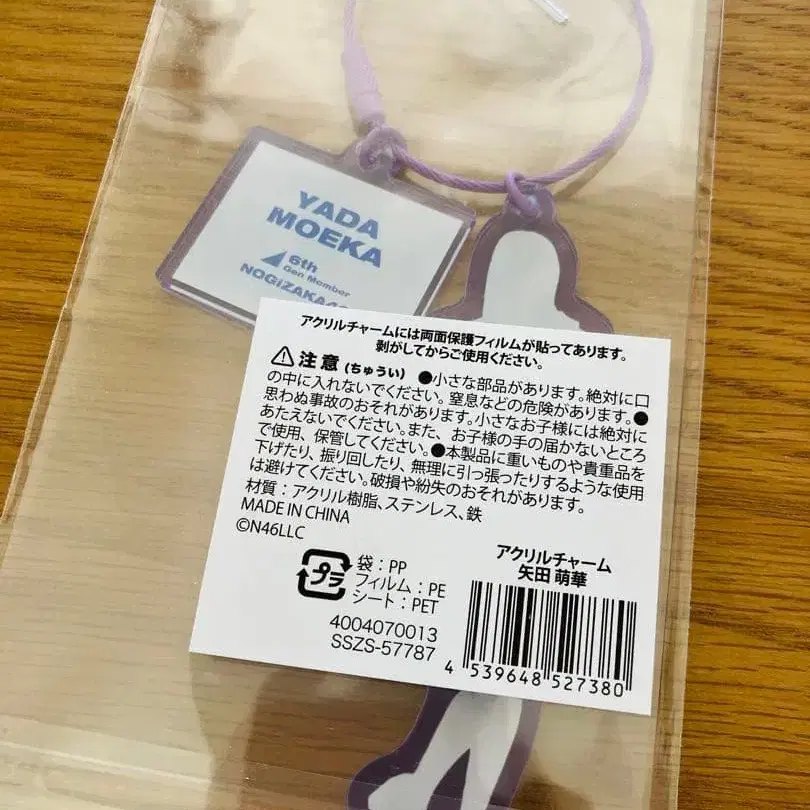 YADA
MOEKA
6th
Gen Member
NOGIZAKA46
アクリルチャームには両面保護フィルムが貼ってあります。
剥がしてからご使用ください。
⚠注意(ちゅうい) ●小さな部品があります。絶対に口
の中に入れないでください。窒息などの危険があります。●
思わぬ事故のおそれがあります。小さなお子様には絶対に
あたえないでください。また、お子様の手の届かないところ
で使用、保管してください。●本製品に重いものや貴重品を
下げたり、振り回したり、無理に引っ張ったりするような使用
は避けてください。破損や紛失のおそれがあります。
材質:アクリル樹脂、ステンレス、鉄
MADE IN CHINA
©N46LLC
プラ
袋:PP
フィルム:PE
シート:PET
4004070013
SSZS-57787
アクリルチャーム
矢田 萌華
4 539648 527380